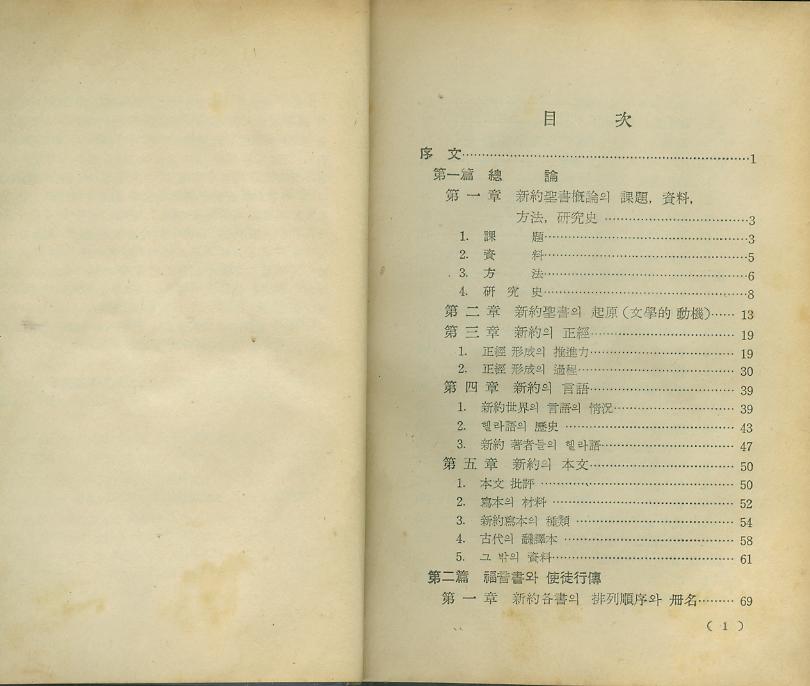 目 次
序 文……………………………………1
第一篇 總 論
第 一 章 新約聖書槪論의 課題, 資料,
方法, 硏究史 …………………3
1. 課 題…………………………3
2. 資 料…………………………5
3. 方 法…………………………6
4. 硏 究 史…………………………8
第 二 章 新約聖書의 起原(文學的 動機)…… 13
第 三 章 新約의 正經………………… 19
1. 正經 形成의 推進力………………… 19
2. 正經 形成의 過程………………… 30
第 四 章 新約의 言語………………… 39
1. 新約世界의 言語의 情況……………… 39
2. 헬라語의 歷史 …………………… 43
3. 新約 著者들의 헬라語……………… 47
第 五 章 新約의 本文………………… 50
1. 本文 批評 ……………………… 50
2. 寫本의 材料 ……………………… 52
3. 新約寫本의 種類 …………………… 54
4. 古代의 飜譯本 …………………… 58
5. 그 밖의 資料……………………… 61
第二篇 福音書와 使徒行傳
第 一 章 新約各書의 排列順序와 冊名……… 69
( 1 )